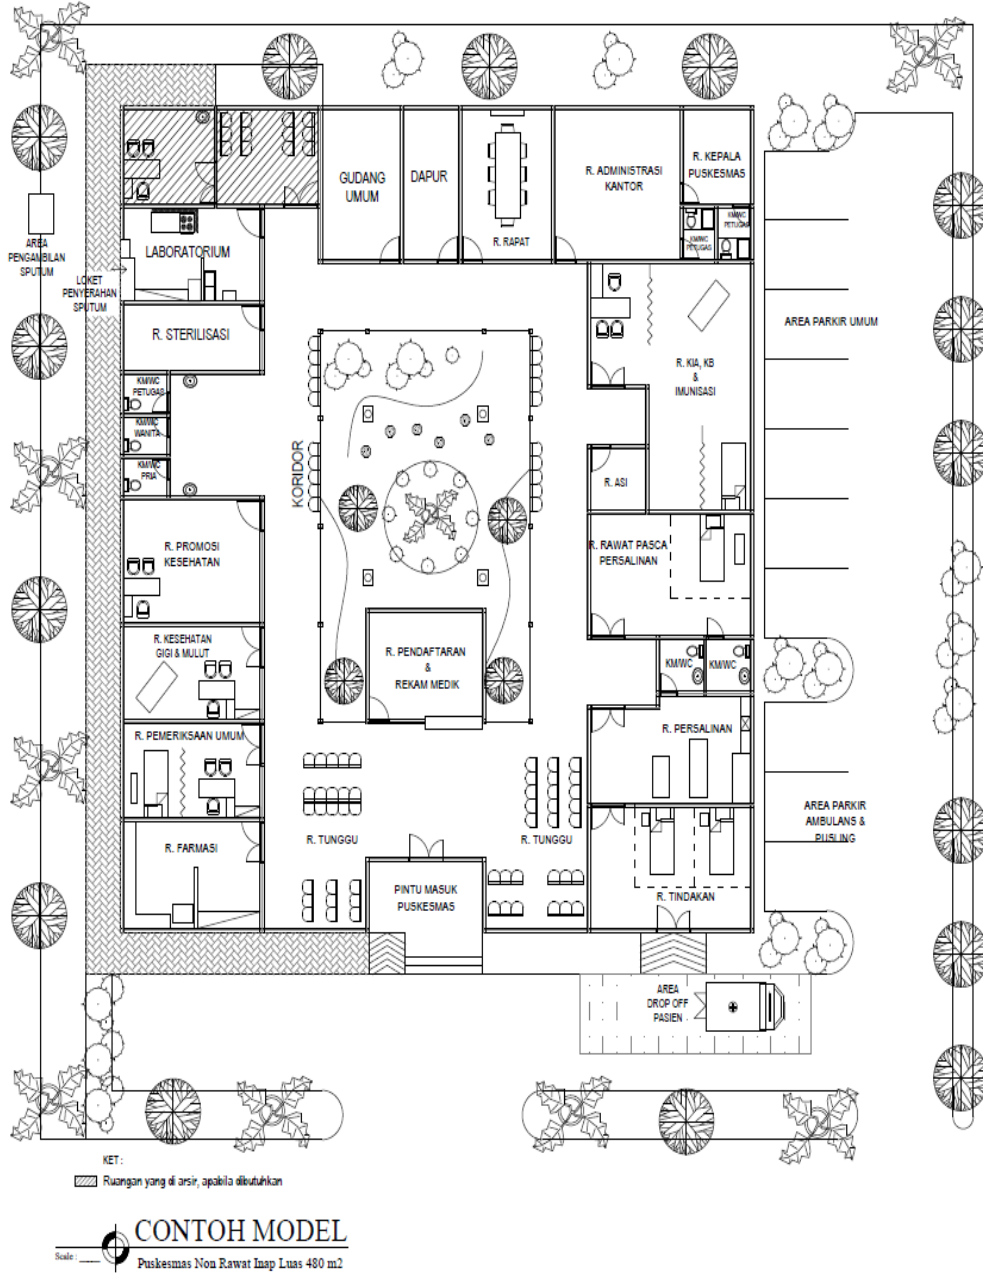 GUDANG
UMUM
DAPUR
R. RAPAT
R. ADMINISTRASI
KANTOR
R. KEPALA
PUSKESMAS
KM/WC
PETUGAS
KM/WC
PETUGAS
AREA
PENGAMBILAN
SPUTUM
LOKET
PENYERAHAN
SPUTUM
LABORATORIUM
R. STERILISASI
KM/WC
PETUGAS
KM/WC
WANITA
KM/WC
PRIA
KORIDOR
R. KIA, KB
&
IMUNISASI
AREA PARKIR UMUM
R. ASI
R. PROMOSI
KESEHATAN
R. RAWAT PASCA
PERSALINAN
R. KESEHATAN
GIGI & MULUT
R. PENDAFTARAN
&
REKAM MEDIK
KM/WC
KM/WC
R. PEMERIKSAAN UMUM
R. PERSALINAN
R. FARMASI
R. TUNGGU
R. TUNGGU
AREA PARKIR
AMBULANS &
PUSLING
PINTU MASUK
PUSKESMAS
R. TINDAKAN
AREA
DROP OFF
PASIEN
KET :
Ruangan yang di arsir, apabila dibutuhkan
CONTOH MODEL
Scale :
Puskesmas Non Rawat Inap Luas 480 m2